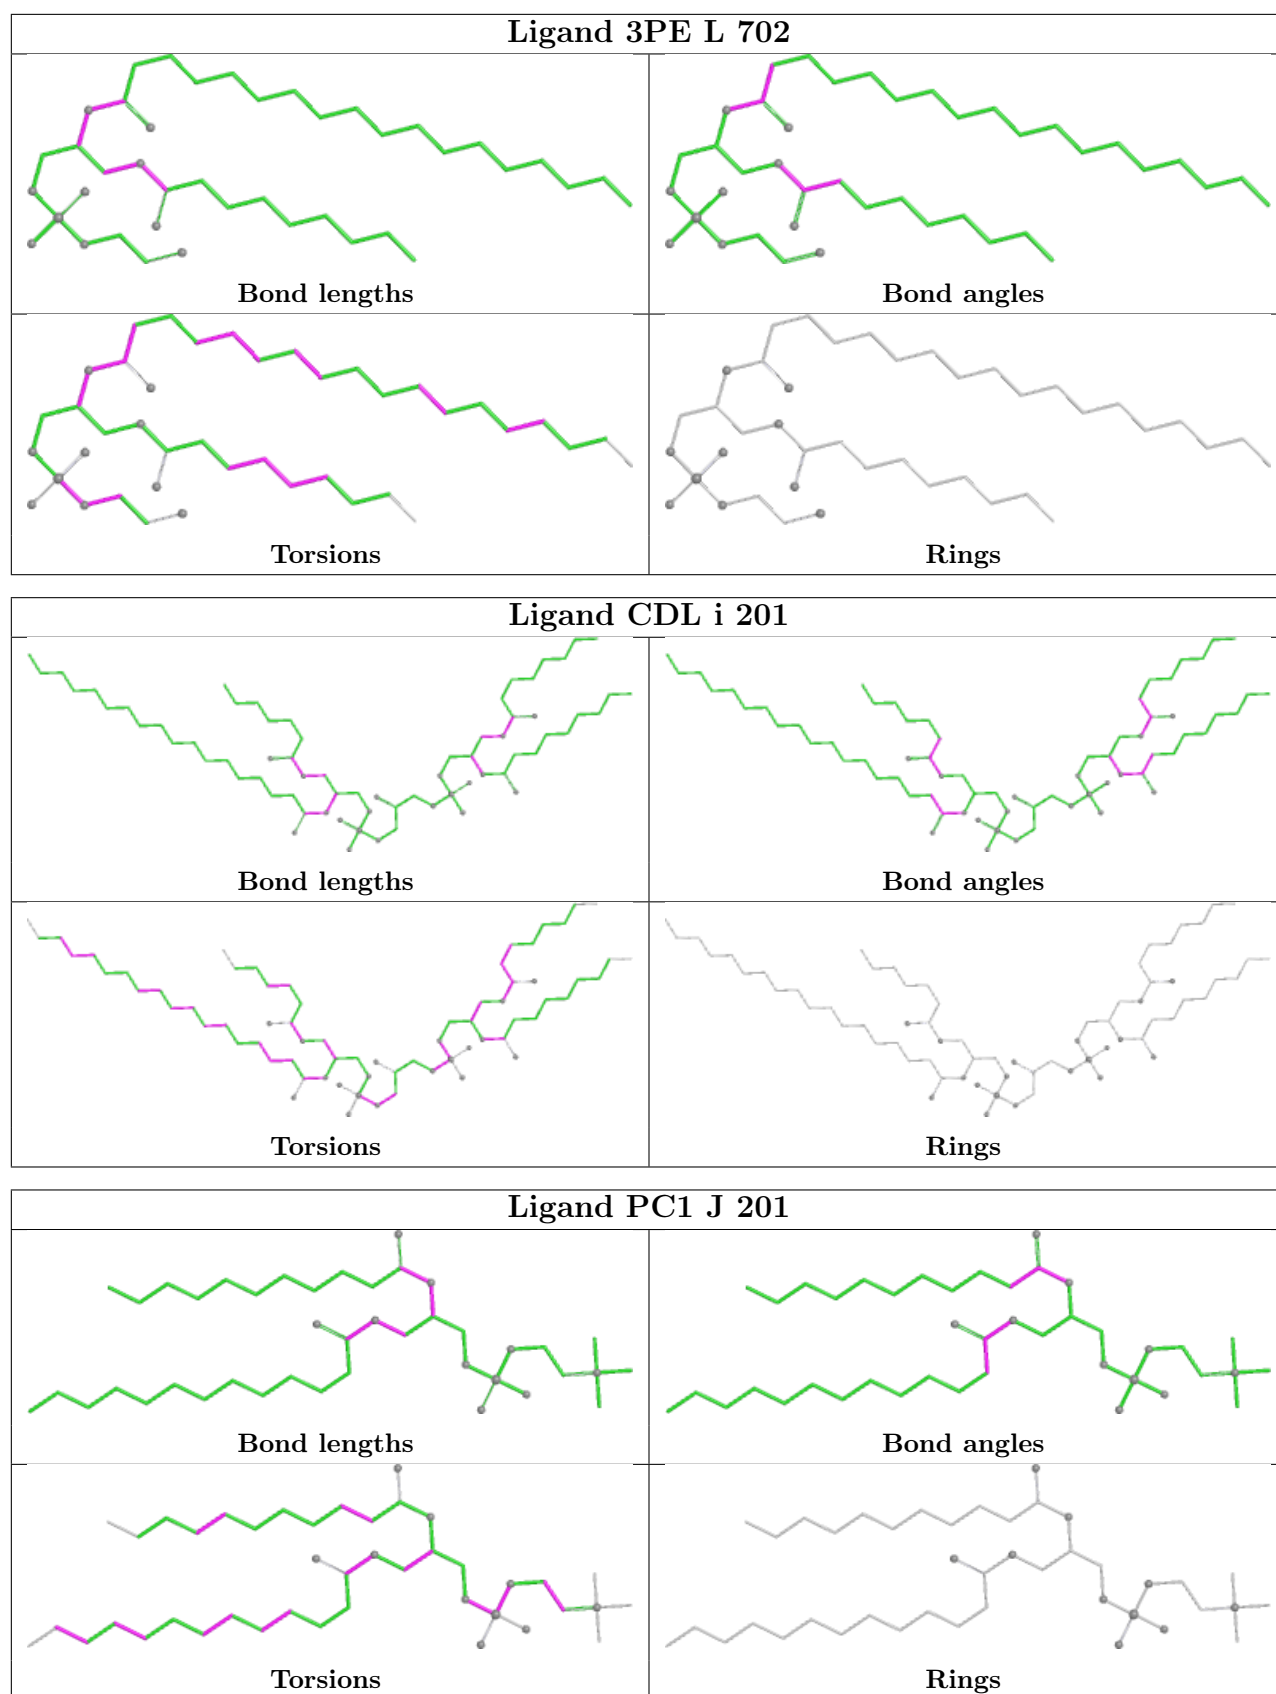 Ligand 3PE L 702
Bond lengths
Bond angles
Torsions
Rings
Ligand CDL i 201
Bond lengths
Bond angles
Torsions
Rings
Ligand PC1 J 201
Bond lengths
Bond angles
Torsions
Rings